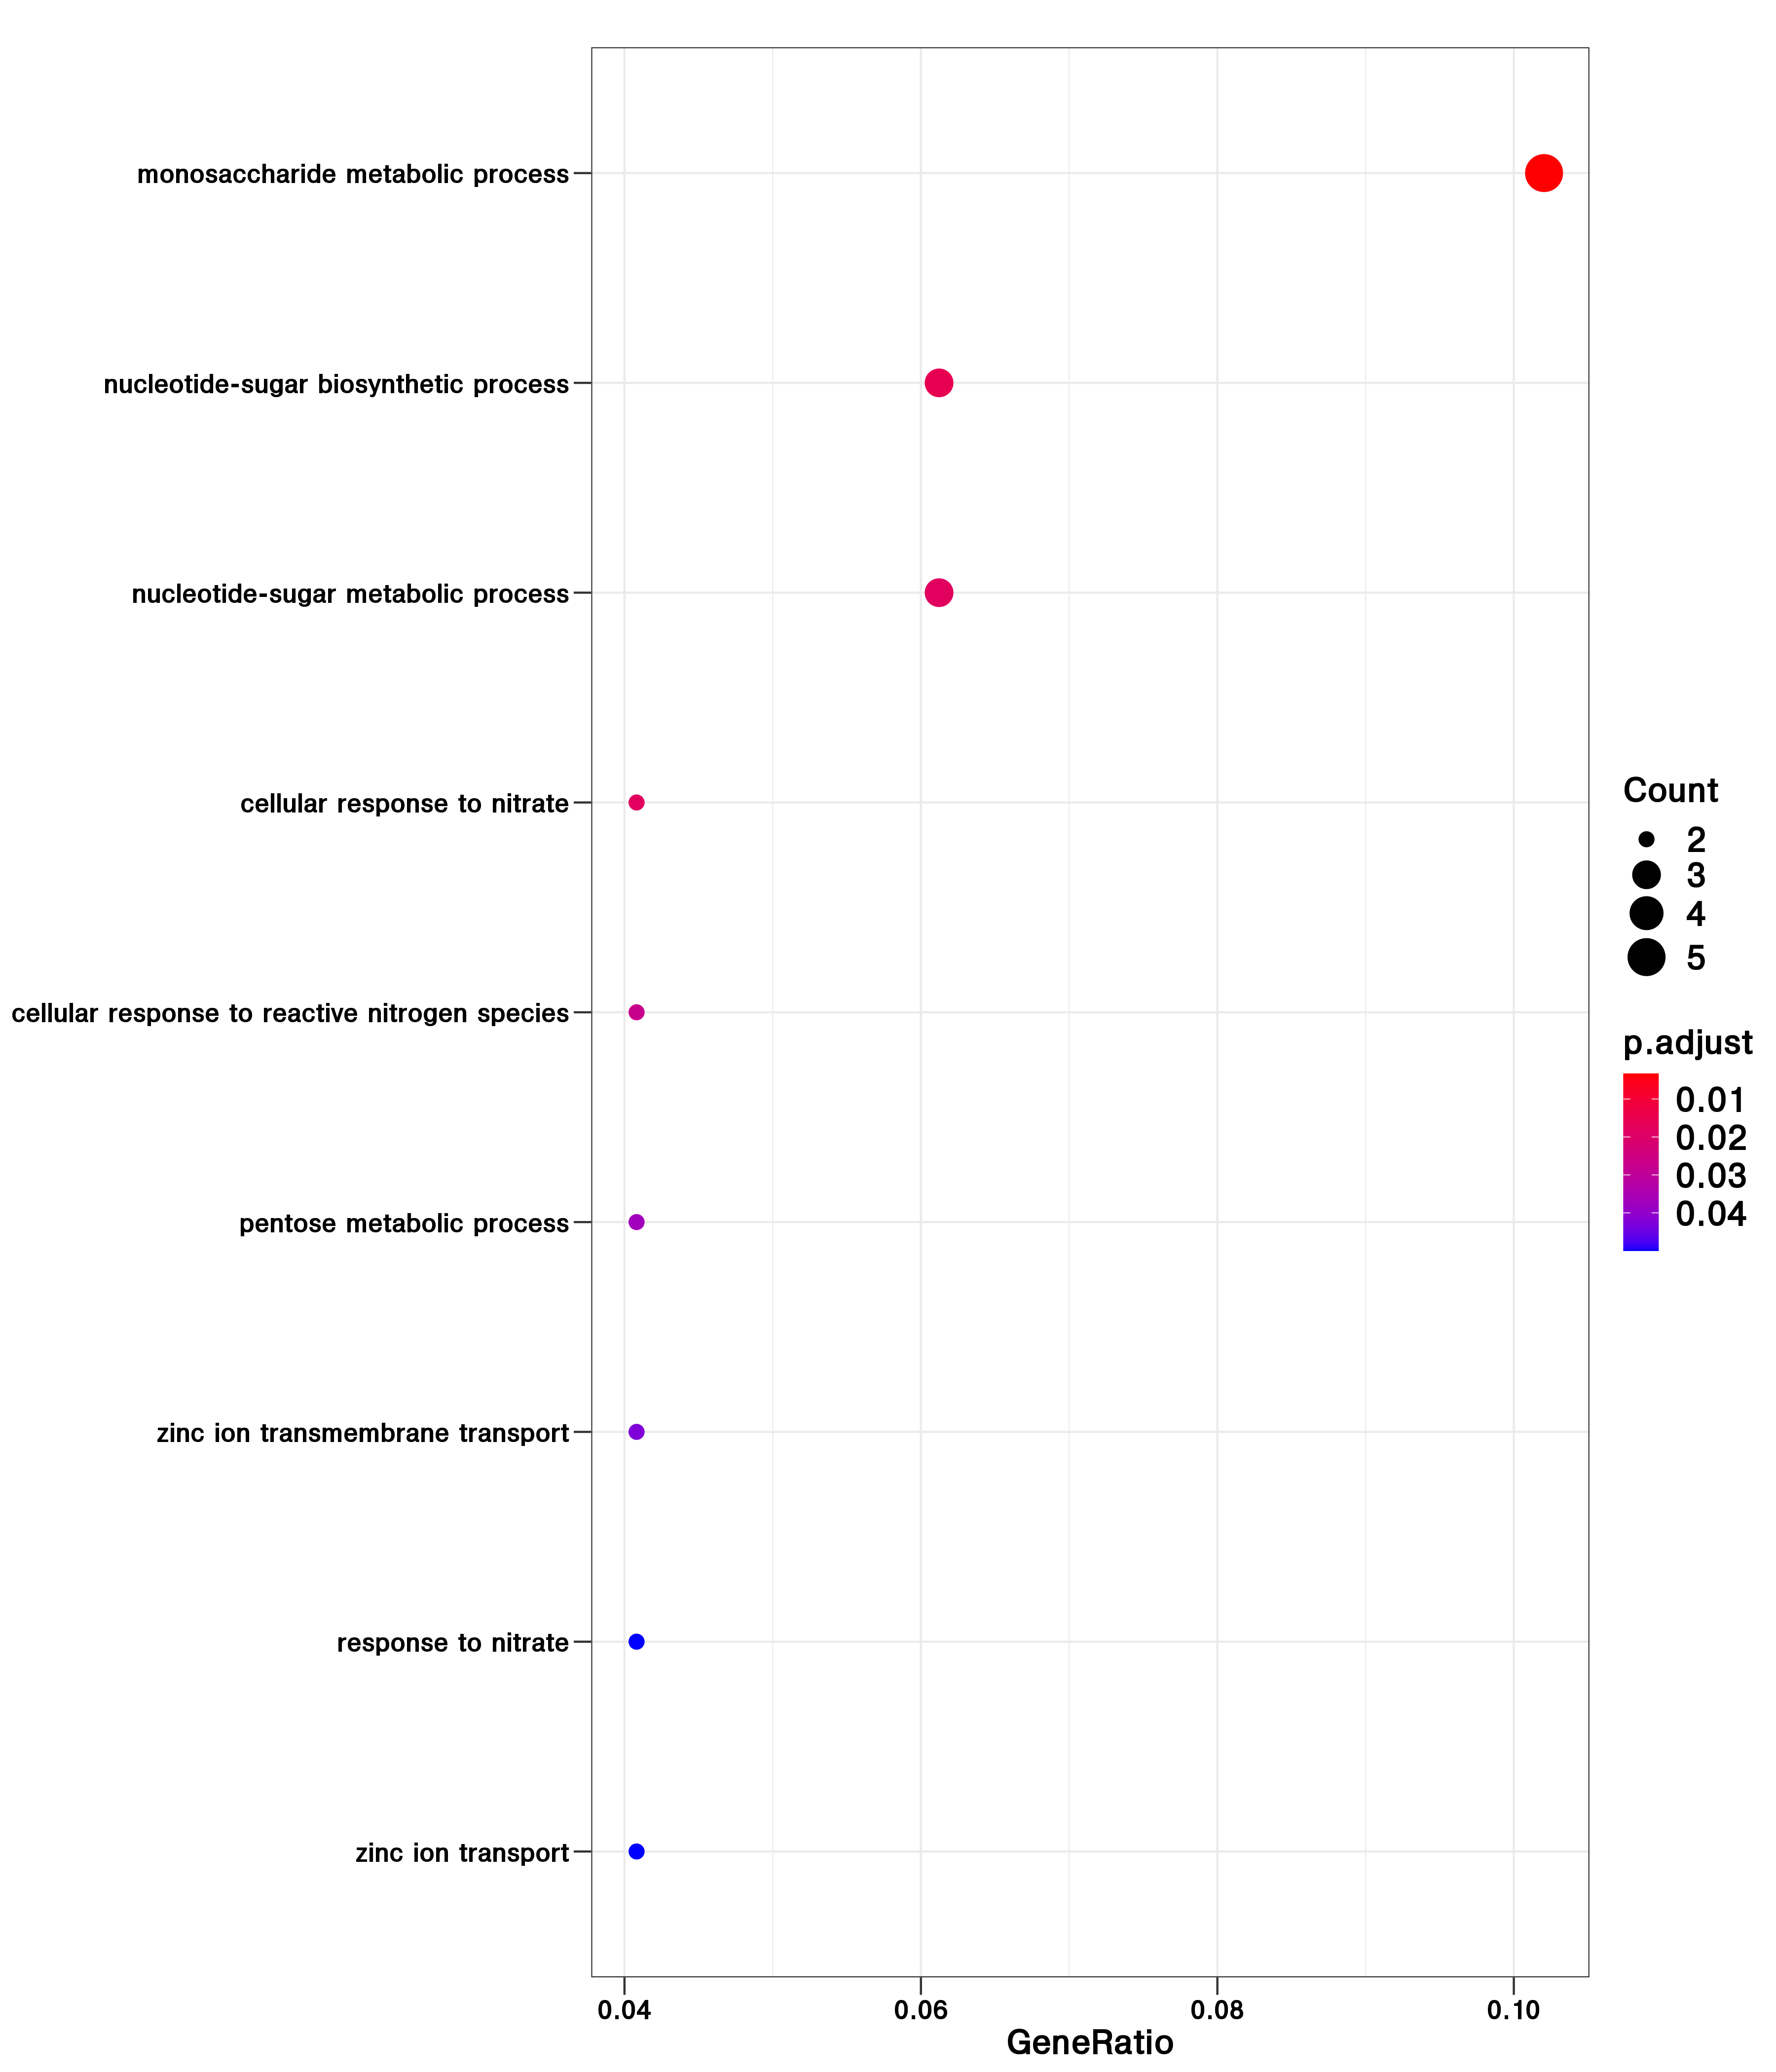 monosaccharide metabolic process
nucleotide-sugar biosynthetic process
nucleotide-sugar metabolic process
cellular response to nitrate
cellular response to reactive nitrogen species
pentose metabolic process
zinc ion transmembrane transport
response to nitrate
zinc ion transport
0.04 0.06 0.08 0.10
GeneRatio
Count
2
3
4
5
p.adjust
0.01
0.02
0.03
0.04